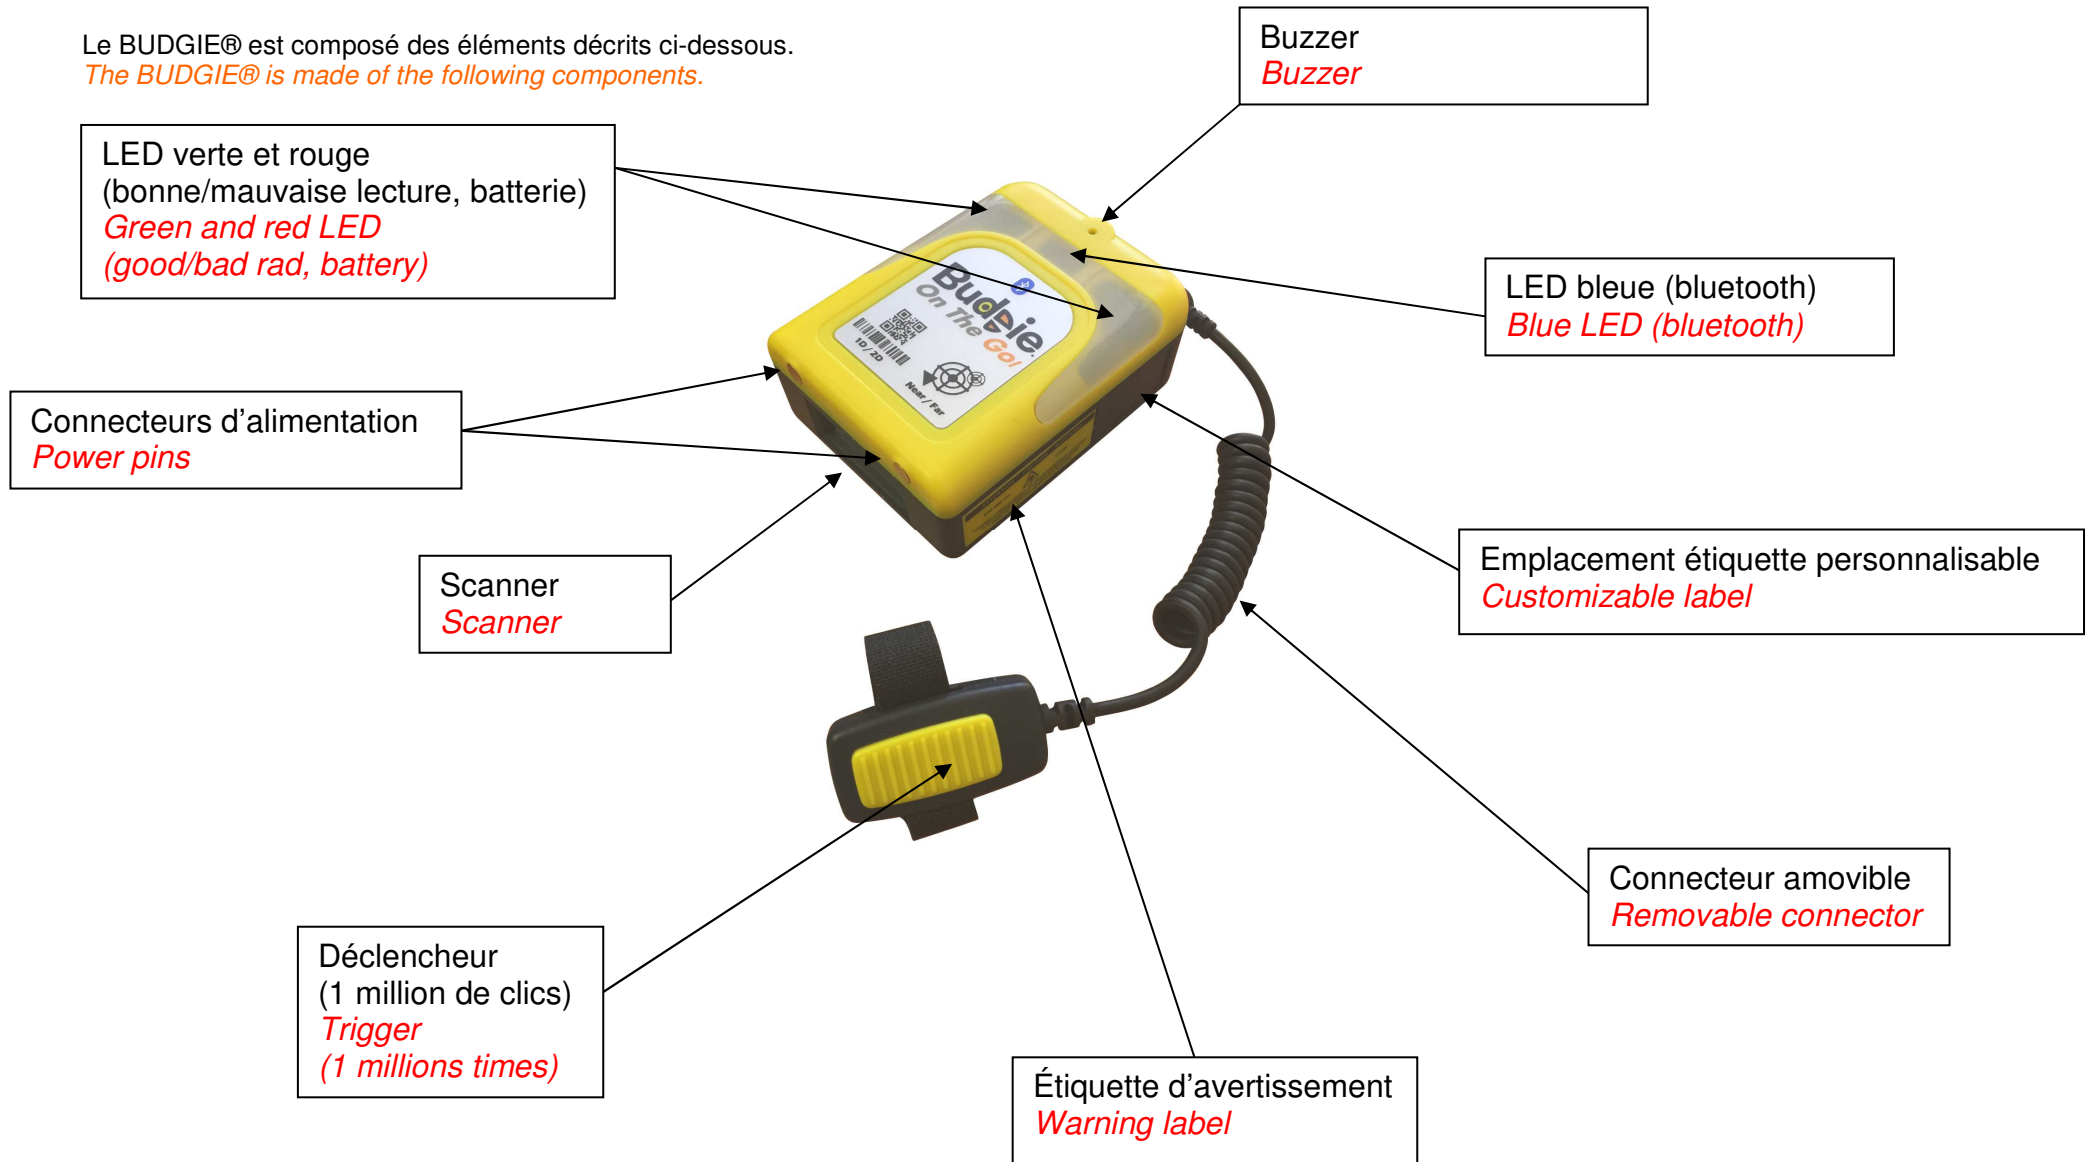 Le BUDGIE® est composé des éléments décrits ci-dessous.
The BUDGIE® is made of the following components.
Buzzer
Buzzer
LED verte et rouge
(bonne/mauvaise lecture, batterie)
Green and red LED
(good/bad rad, battery)
LED bleue (bluetooth)
Blue LED (bluetooth)
Budgie
On The Go!
1D / 2D
Near / Far
Connecteurs d’alimentation
Power pins
Scanner
Scanner
Emplacement étiquette personnalisable
Customizable label
Connecteur amovible
Removable connector
Déclencheur
(1 million de clics)
Trigger
(1 millions times)
Étiquette d’avertissement
Warning label